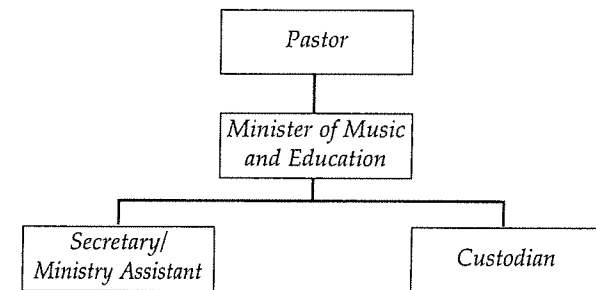 Pastor
Minister of Music
and Education
Secretary/
Ministry Assistant
Custodian